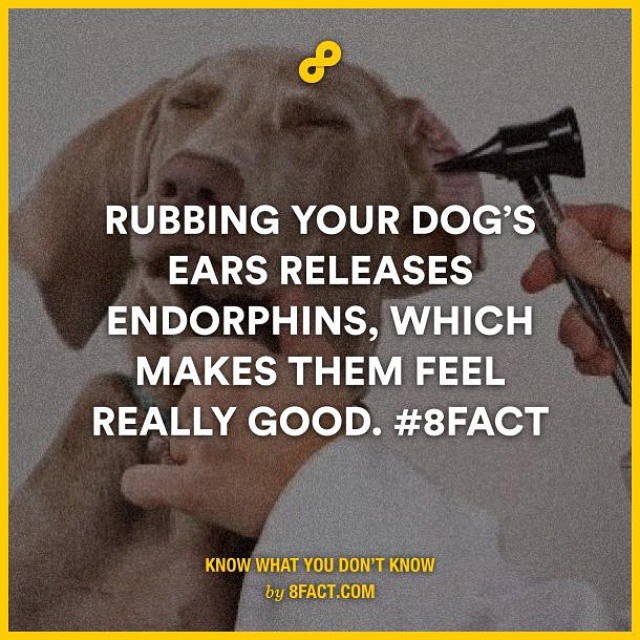 RUBBING YOUR DOG’S
EARS RELEASES
ENDORPHINS, WHICH
MAKES THEM FEEL
REALLY GOOD. #8FACT
KNOW WHAT YOU DON’T KNOW
by 8FACT.COM